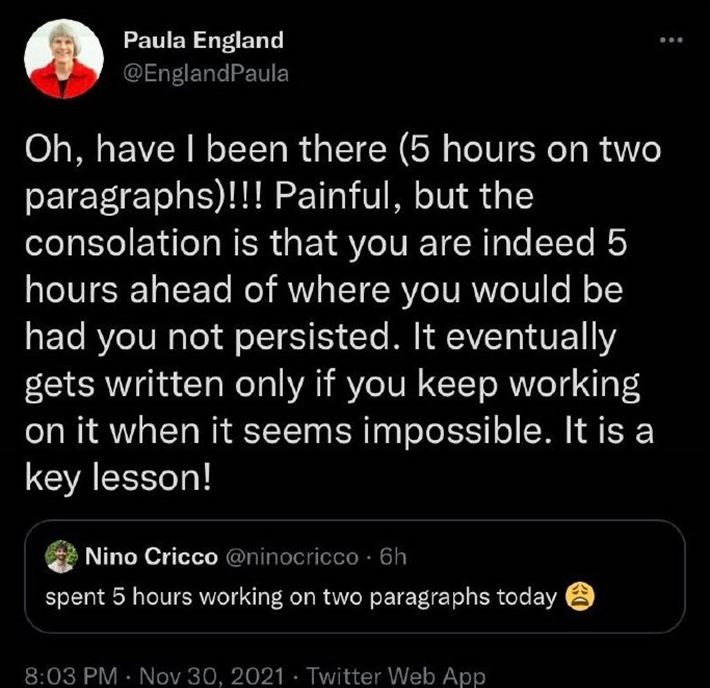 Paula England
@EnglandPaula
Oh, have I been there (5 hours on two
paragraphs)!!! Painful, but the
consolation is that you are indeed 5
hours ahead of where you would be
had you not persisted. It eventually
gets written only if you keep working
on it when it seems impossible. It is a
key lesson!
Nino Cricco @ninocricco · 6h
spent 5 hours working on two paragraphs today 😩
8:03 PM · Nov 30, 2021 · Twitter Web App